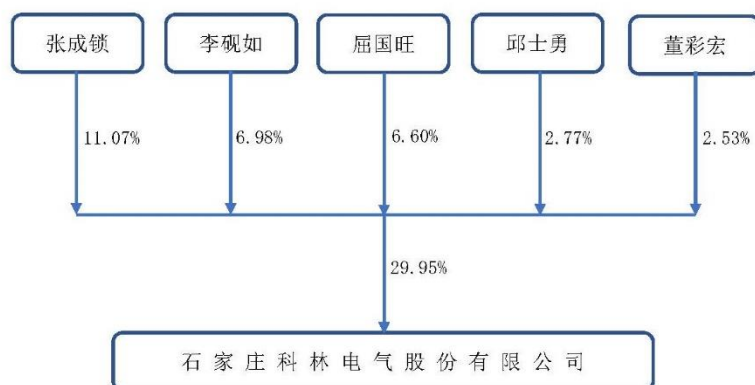 张成锁 李砚如 屈国旺 邱士勇 董彩宏
11.07% 6.98% 6.60% 2.77% 2.53%
29.95%
石家庄科林电气股份有限公司